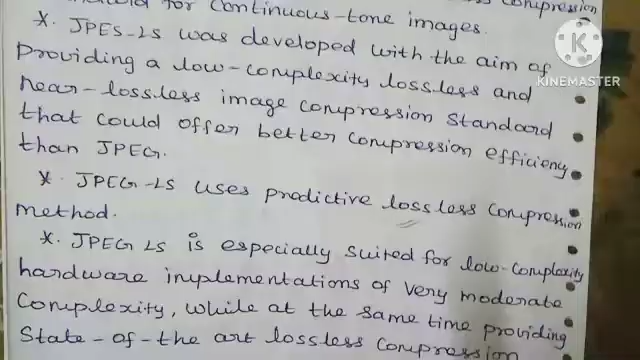 compression
for continuous-tone images.
*. JPES-LS was developed with the aim of
providing a low-complexity lossless and
near-lossless image compression standard
that could offer better compression efficieny
than JPEG.
*. JPEG-LS uses predictive lossless compression
method.
*. JPEG LS is especially suited for low-complexity
hardware implementations of very moderate
complexity, while at the same time providing
State-of-the art lossless compression
K
KINEMASTER